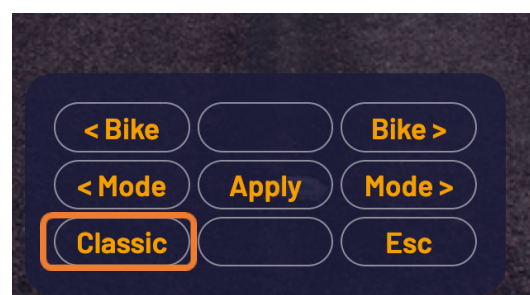 < Bike Bike >
< Mode Apply Mode >
Classic Esc